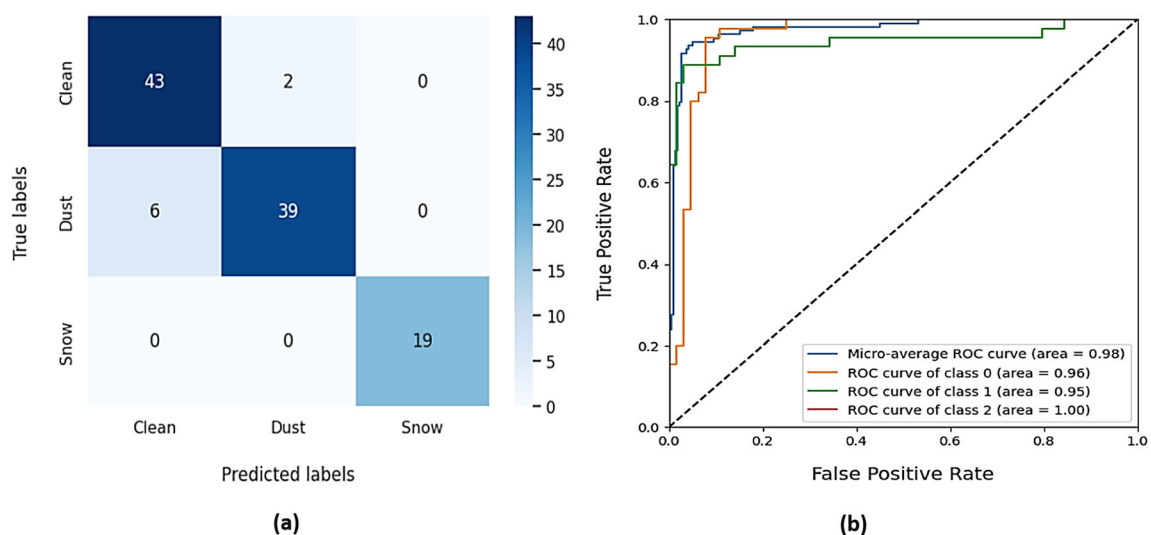 Clean
43 2 0
Dust
6 39 0
Snow
0 0 19
Clean Dust Snow
True labels
Predicted labels
40
35
30
25
20
15
10
5
0
(a)
1.0
0.8
0.6
0.4
0.2
0.0
True Positive Rate
Micro-average ROC curve (area = 0.98)
ROC curve of class 0 (area = 0.96)
ROC curve of class 1 (area = 0.95)
ROC curve of class 2 (area = 1.00)
0.0 0.2 0.4 0.6 0.8 1.0
False Positive Rate
(b)